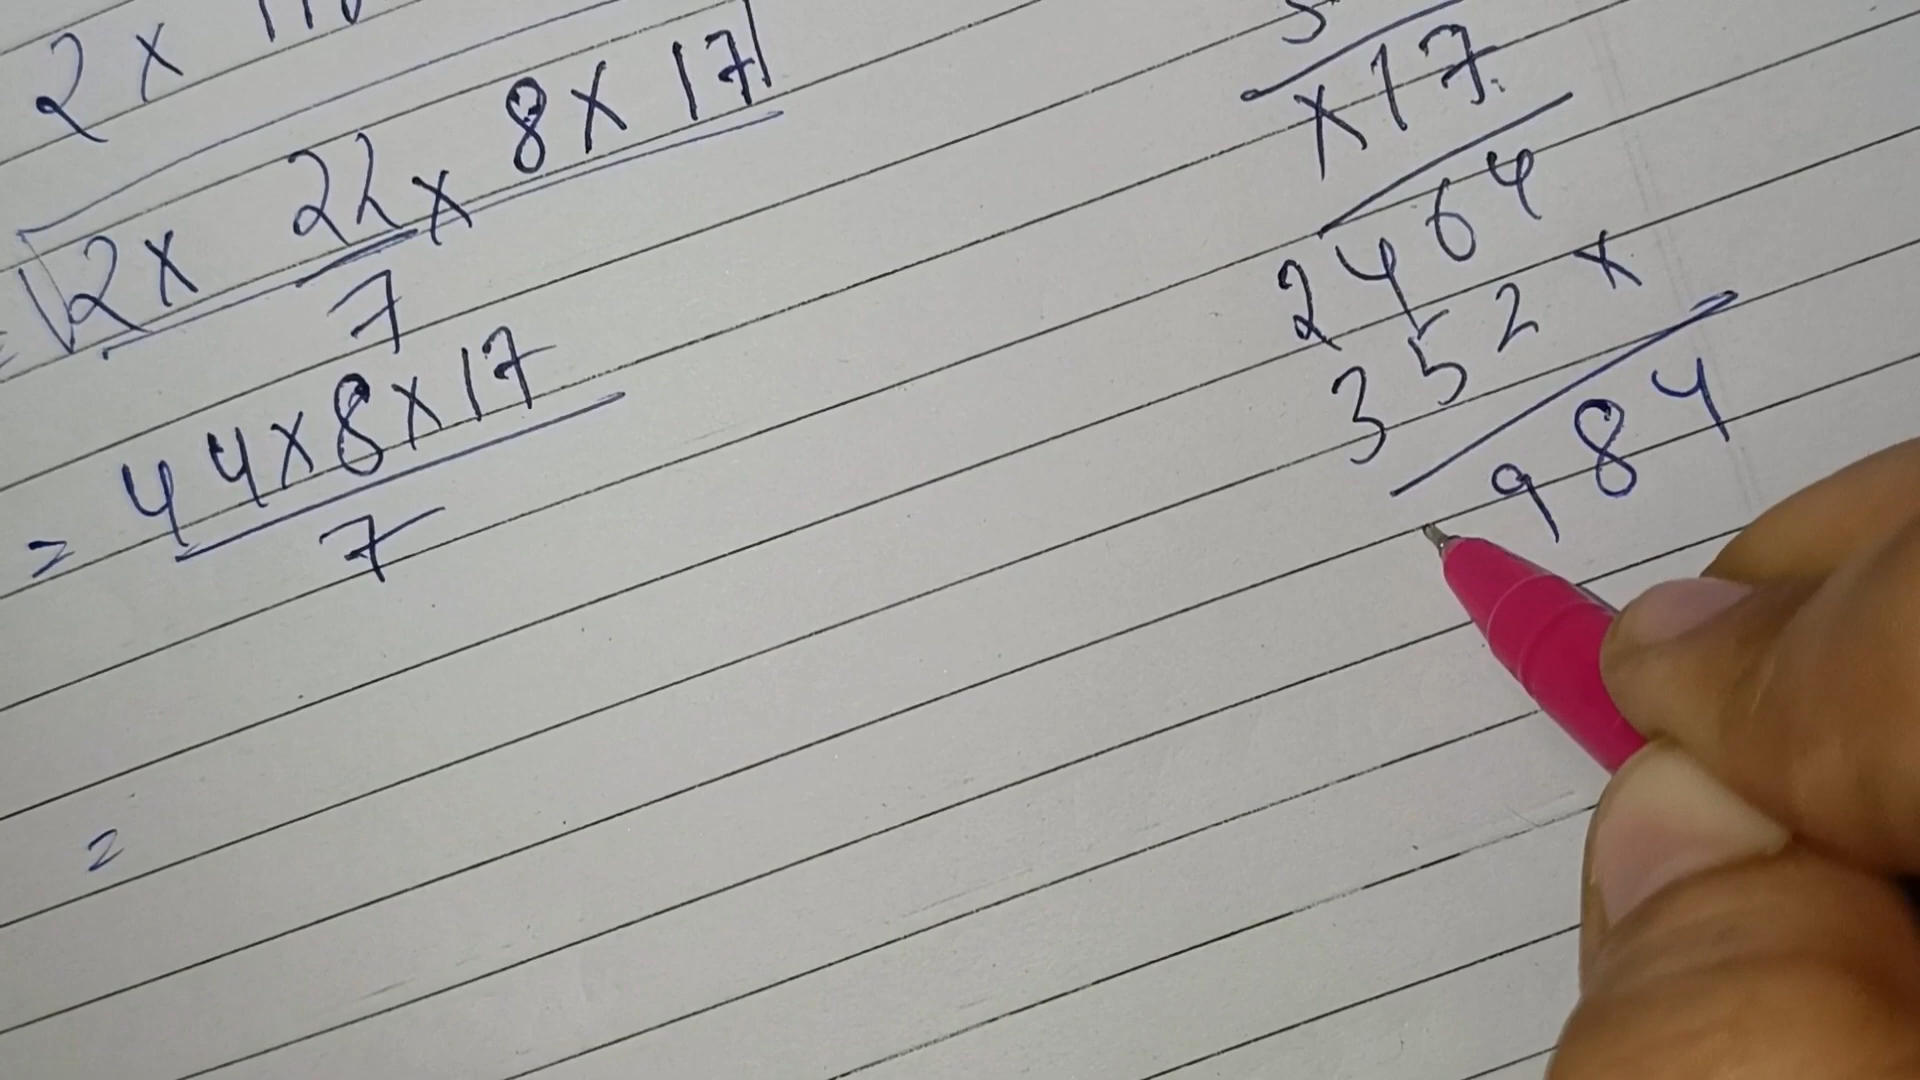 2 x
2 x 22/7 x 8 x 17
= 44 x 8 x 17 / 7
=
x 17
2464
352 x
984